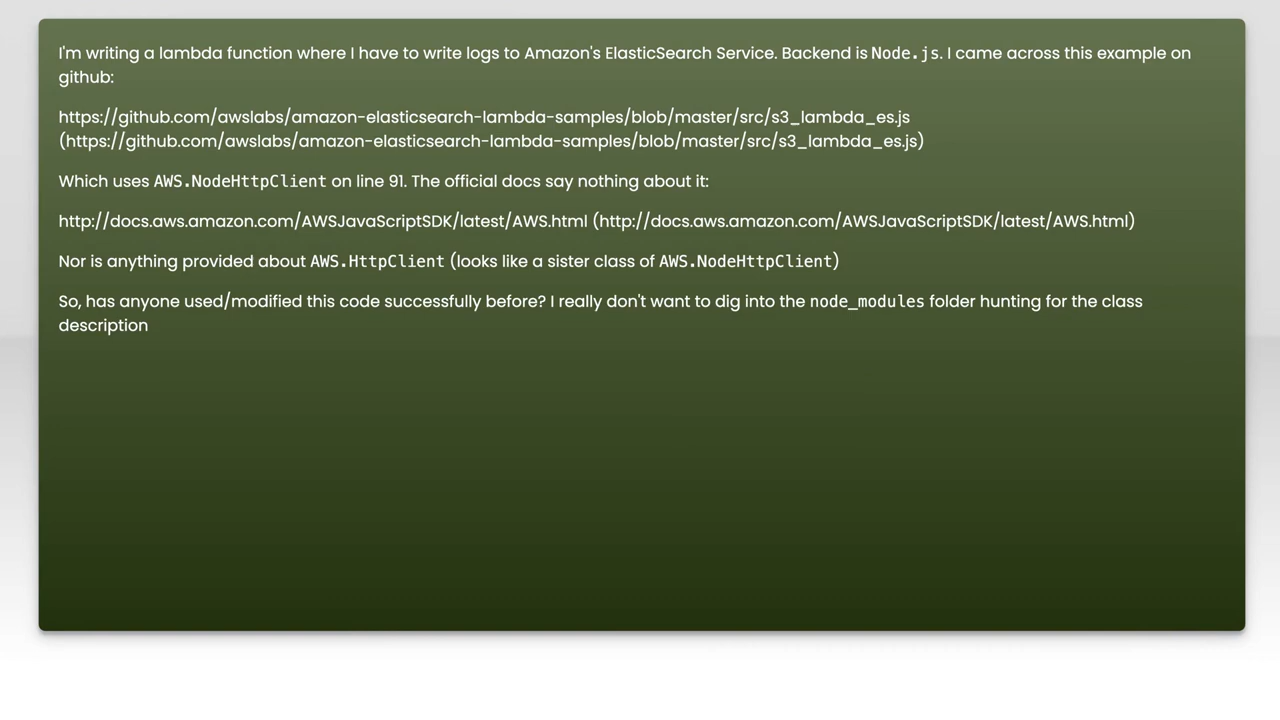 I'm writing a lambda function where I have to write logs to Amazon's ElasticSearch Service. Backend is Node.js. I came across this example on
github:
https://github.com/awslabs/amazon-elasticsearch-lambda-samples/blob/master/src/s3_lambda_es.js
(https://github.com/awslabs/amazon-elasticsearch-lambda-samples/blob/master/src/s3_lambda_es.js)
Which uses AWS.NodeHttpClient on line 91. The official docs say nothing about it:
http://docs.aws.amazon.com/AWSJavaScriptSDK/latest/AWS.html (http://docs.aws.amazon.com/AWSJavaScriptSDK/latest/AWS.html)
Nor is anything provided about AWS.HttpClient (looks like a sister class of AWS.NodeHttpClient)
So, has anyone used/modified this code successfully before? I really don't want to dig into the node_modules folder hunting for the class
description